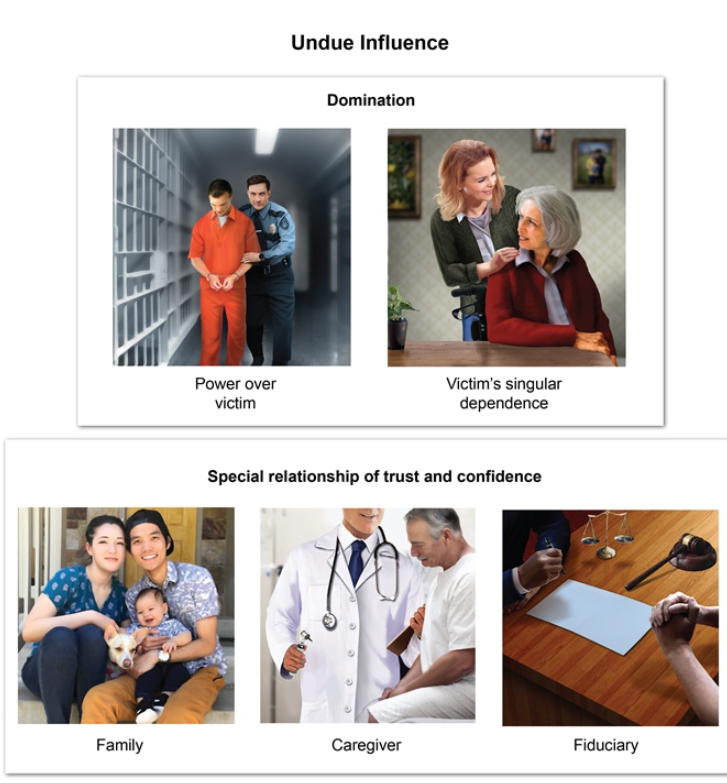 Undue Influence
Domination
Power over
victim
Victim's singular
dependence
Special relationship of trust and confidence
Family
Caregiver
Fiduciary